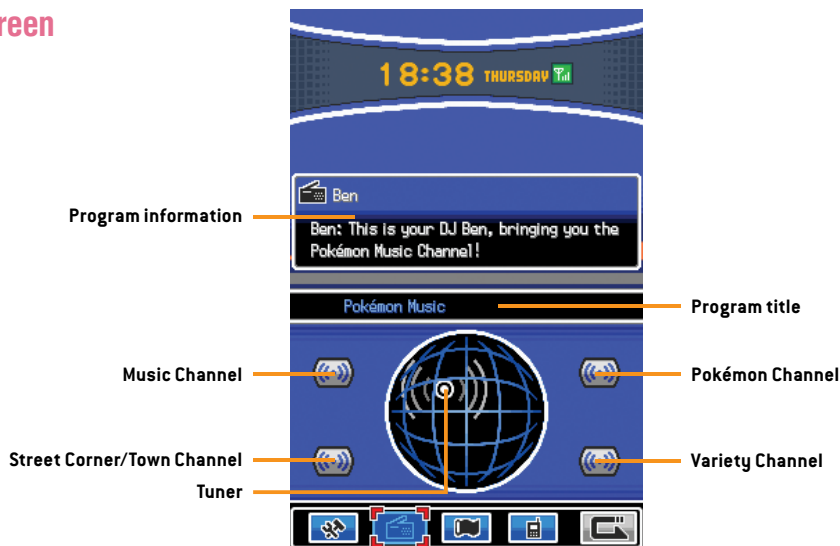 reen
18:38 THURSDAY
Ben
Program information
Ben: This is your DJ Ben, bringing you the
Pokémon Music Channel!
Pokémon Music
Program title
Music Channel
Pokémon Channel
Street Corner/Town Channel
Variety Channel
Tuner